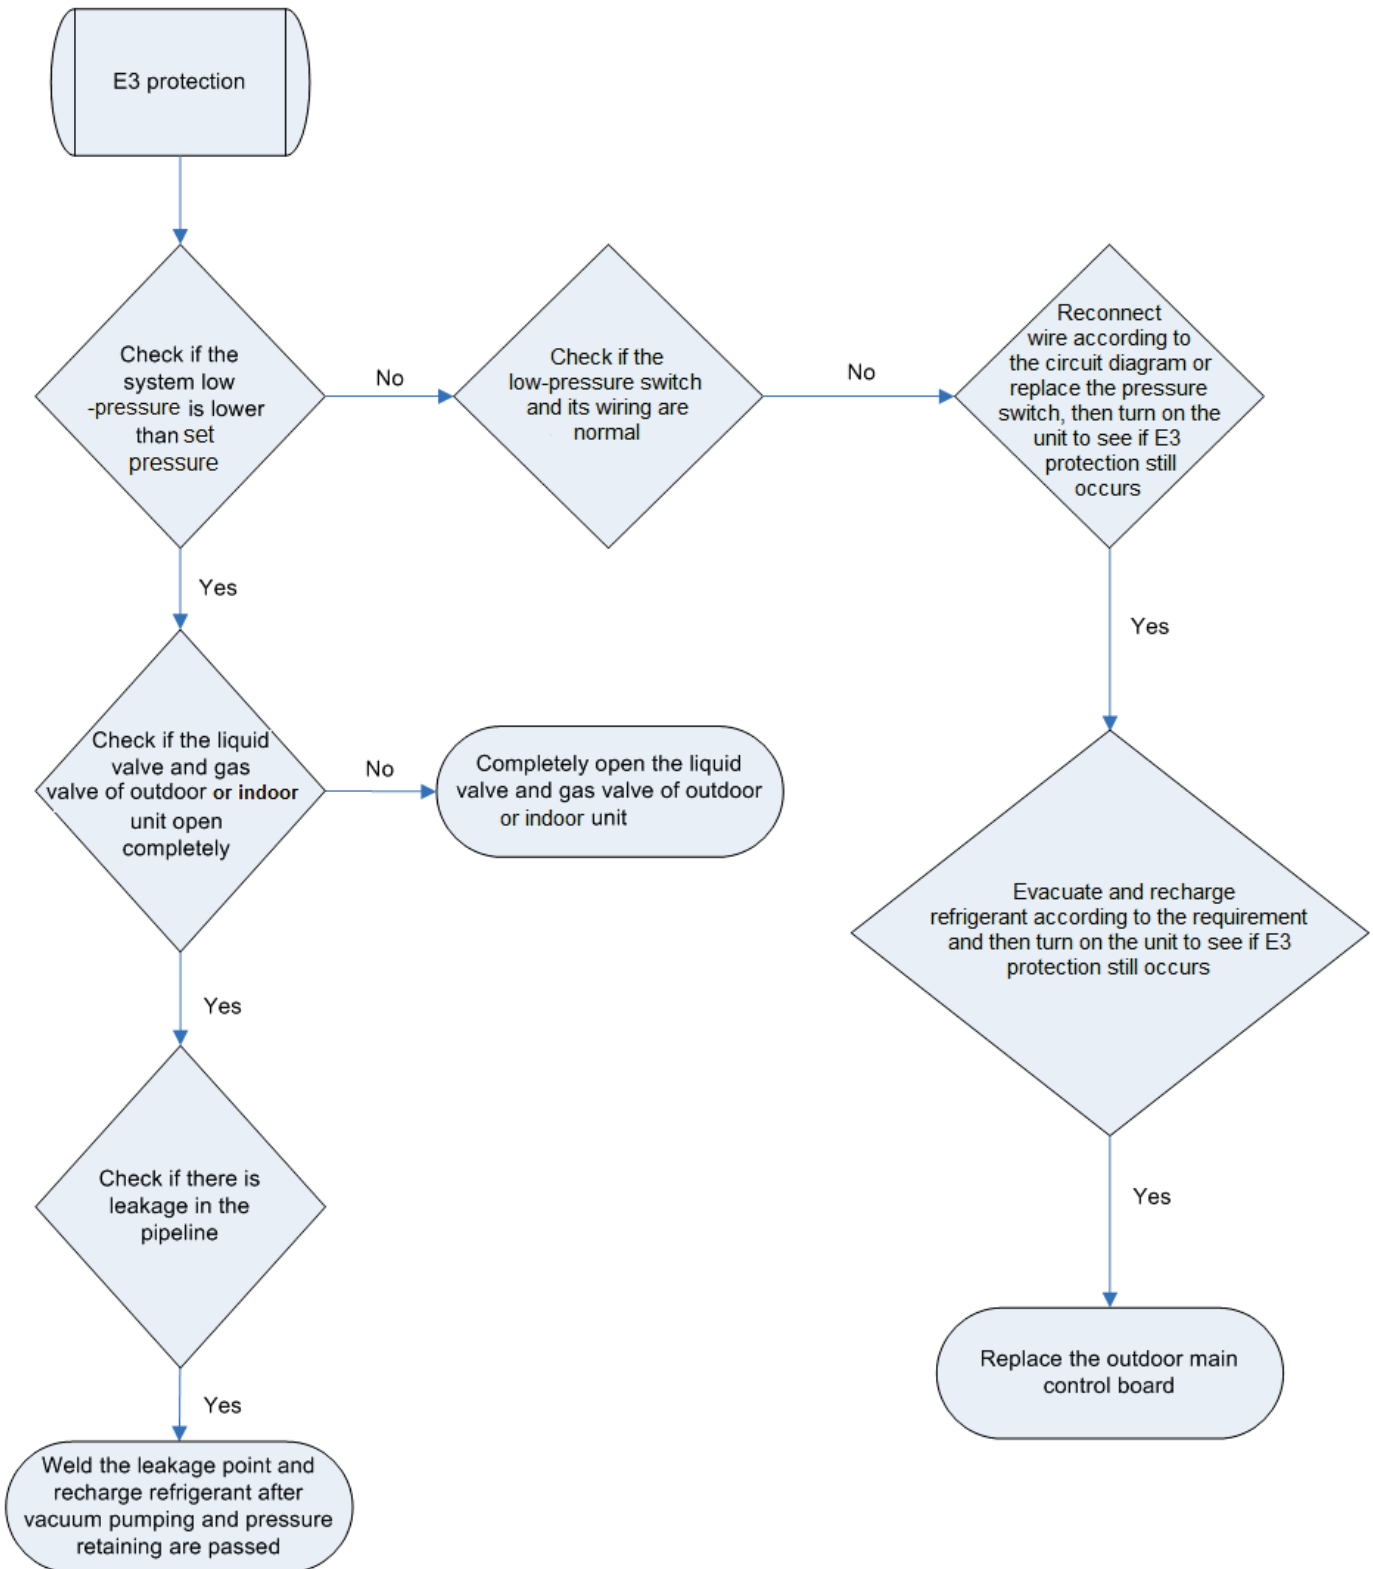 E3 protection
Check if the
system low
-pressure is lower
than set
pressure
No
Check if the
low-pressure switch
and its wiring are
normal
No
Reconnect
wire according to
the circuit diagram or
replace the pressure
switch, then turn on the
unit to see if E3
protection still
occurs
Yes
Yes
Check if the liquid
valve and gas
valve of outdoor or indoor
unit open
completely
No
Completely open the liquid
valve and gas valve of outdoor
or indoor unit
Evacuate and recharge
refrigerant according to the requirement
and then turn on the unit to see if E3
protection still occurs
Yes
Check if there is
leakage in the
pipeline
Yes
Replace the outdoor main
control board
Yes
Weld the leakage point and
recharge refrigerant after
vacuum pumping and pressure
retaining are passed